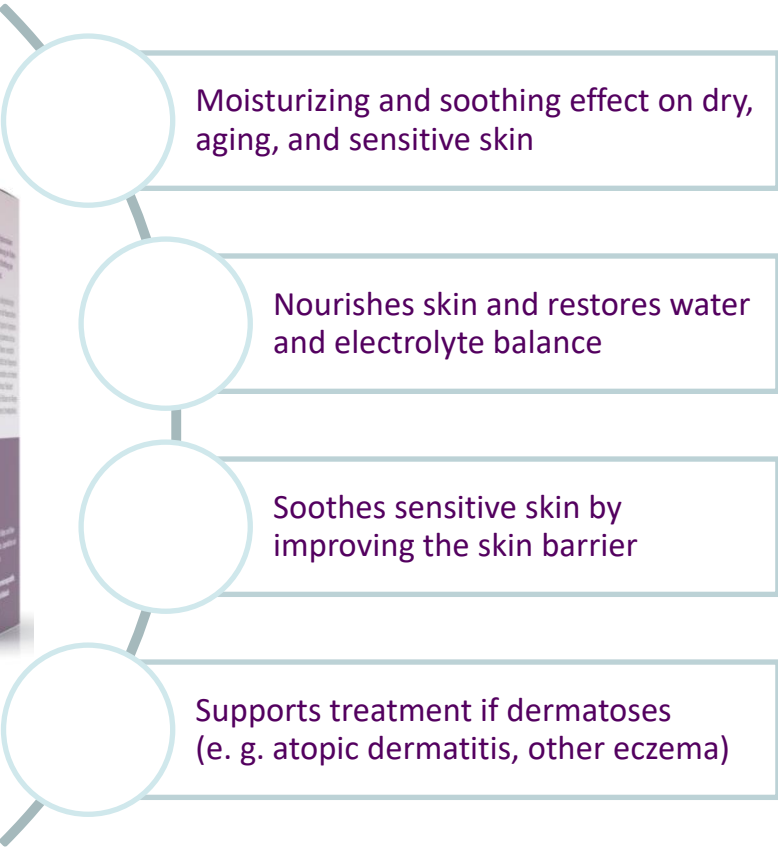 Moisturizing and soothing effect on dry,
aging, and sensitive skin
Nourishes skin and restores water
and electrolyte balance
Soothes sensitive skin by
improving the skin barrier
Supports treatment if dermatoses
(e. g. atopic dermatitis, other eczema)